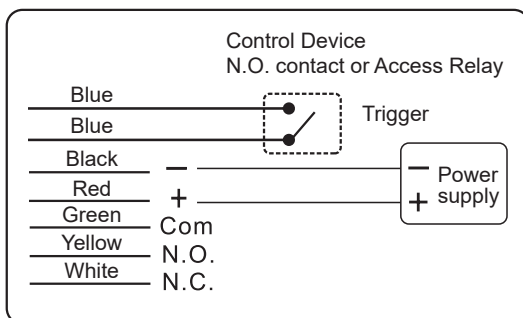 Control Device
N.O. contact or Access Relay
Blue
Trigger
Blue
Black − − Power
Red + + supply
Green Com
Yellow N.O.
White N.C.